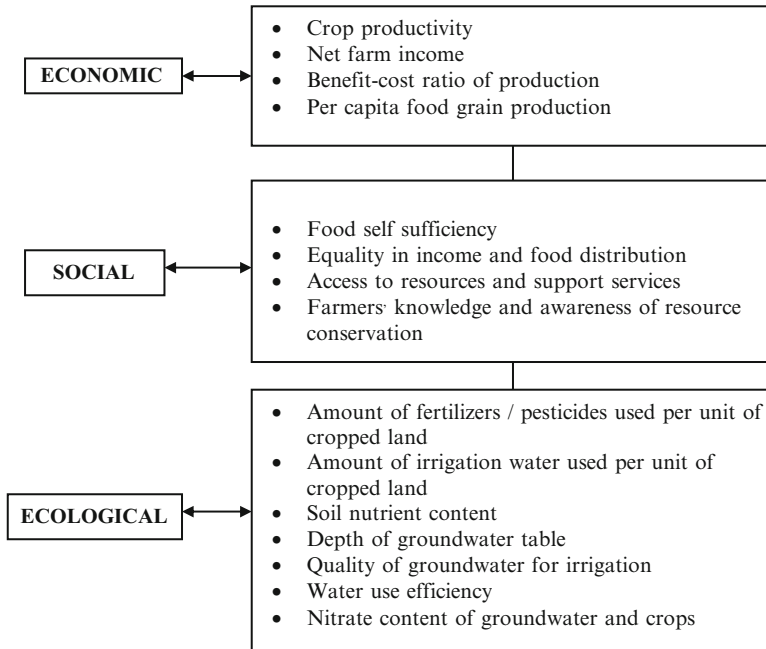 ECONOMIC
• Crop productivity
• Net farm income
• Benefit-cost ratio of production
• Per capita food grain production
SOCIAL
• Food self sufficiency
• Equality in income and food distribution
• Access to resources and support services
• Farmers' knowledge and awareness of resource
conservation
ECOLOGICAL
• Amount of fertilizers / pesticides used per unit of
cropped land
• Amount of irrigation water used per unit of
cropped land
• Soil nutrient content
• Depth of groundwater table
• Quality of groundwater for irrigation
• Water use efficiency
• Nitrate content of groundwater and crops